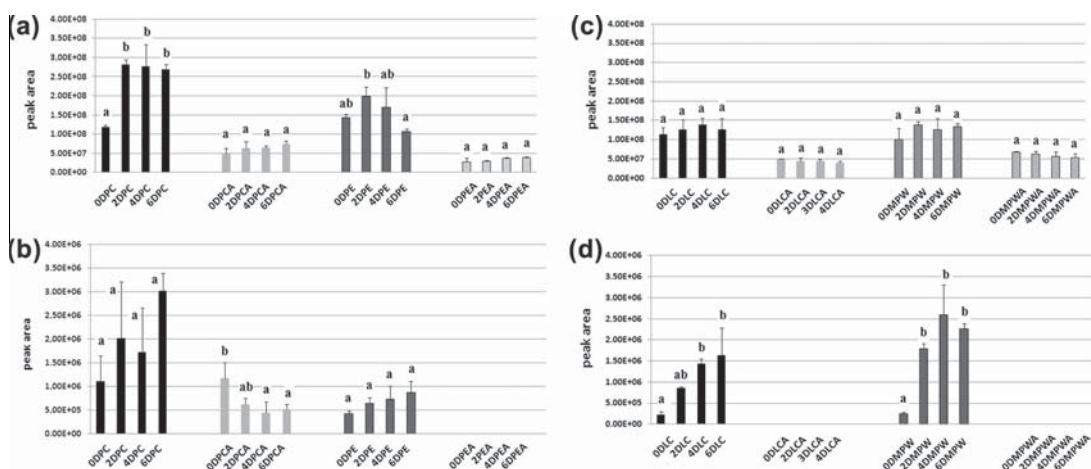 (a)
peak area
4.00E+08
3.50E+08
3.00E+08
2.50E+08
2.00E+08
1.50E+08
1.00E+08
5.00E+07
0.00E+00
a b b b
a a a a
ab b ab a
a a a a
0DPC 2DPC 4DPC 6DPC 0DPCA 2DPCA 4DPCA 6DPCA 0DPE 2DPE 4DPE 6DPE 0DPEA 2PEA 4PEA 6PEA
(b)
peak area
4.00E+06
3.50E+06
3.00E+06
2.50E+06
2.00E+06
1.50E+06
1.00E+06
5.00E+05
0.00E+00
a a a a
b ab a a
a a a a
0DPC 2DPC 4DPC 6DPC 0DPCA 2DPCA 4DPCA 6DPCA 0DPE 2DPE 4DPE 6DPE 0DPEA 2PEA 4PEA 6PEA
(c)
peak area
4.00E+08
3.50E+08
3.00E+08
2.50E+08
2.00E+08
1.50E+08
1.00E+08
5.00E+07
0.00E+00
a a a a
a a a a
a a a a
a a a a
0DLC 2DLC 4DLC 6DLC 0DLCA 2DLCA 3DLCA 4DLCA 0DMPW 2DMPW 4DMPW 6DMPW 0DMPWA 2DMPWA 4DMPWA 6DMPWA
(d)
peak area
4.00E+06
3.50E+06
3.00E+06
2.50E+06
2.00E+06
1.50E+06
1.00E+06
5.00E+05
0.00E+00
a ab b b
a b b b
0DLC 2DLC 4DLC 6DLC 0DLCA 2DLCA 3DLCA 4DLCA 0DMPW 2DMPW 4DMPW 6DMPW 0DMPWA 2DMPWA 4DMPWA 6DMPWA